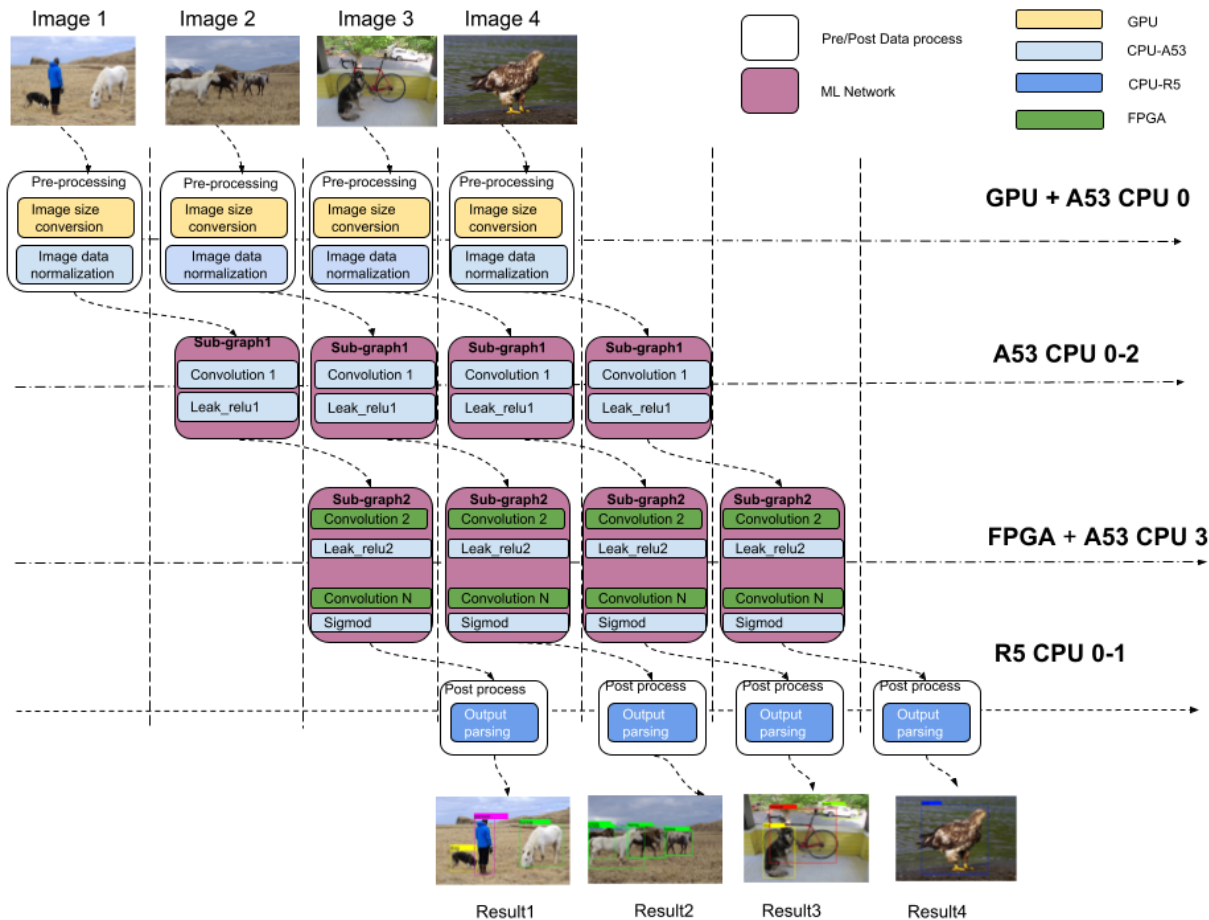 Image 1
Image 2
Image 3
Image 4
Pre/Post Data process
ML Network
GPU
CPU-A53
CPU-R5
FPGA
Pre-processing
Image size
conversion
Image data
normalization
Pre-processing
Image size
conversion
Image data
normalization
Pre-processing
Image size
conversion
Image data
normalization
Pre-processing
Image size
conversion
Image data
normalization
GPU + A53 CPU 0
Sub-graph1
Convolution 1
Leak_relu1
Sub-graph1
Convolution 1
Leak_relu1
Sub-graph1
Convolution 1
Leak_relu1
Sub-graph1
Convolution 1
Leak_relu1
A53 CPU 0-2
Sub-graph2
Convolution 2
Leak_relu2
Convolution N
Sigmod
Sub-graph2
Convolution 2
Leak_relu2
Convolution N
Sigmod
Sub-graph2
Convolution 2
Leak_relu2
Convolution N
Sigmod
Sub-graph2
Convolution 2
Leak_relu2
Convolution N
Sigmod
FPGA + A53 CPU 3
R5 CPU 0-1
Post process
Output
parsing
Post process
Output
parsing
Post process
Output
parsing
Post process
Output
parsing
Result1
Result2
Result3
Result4